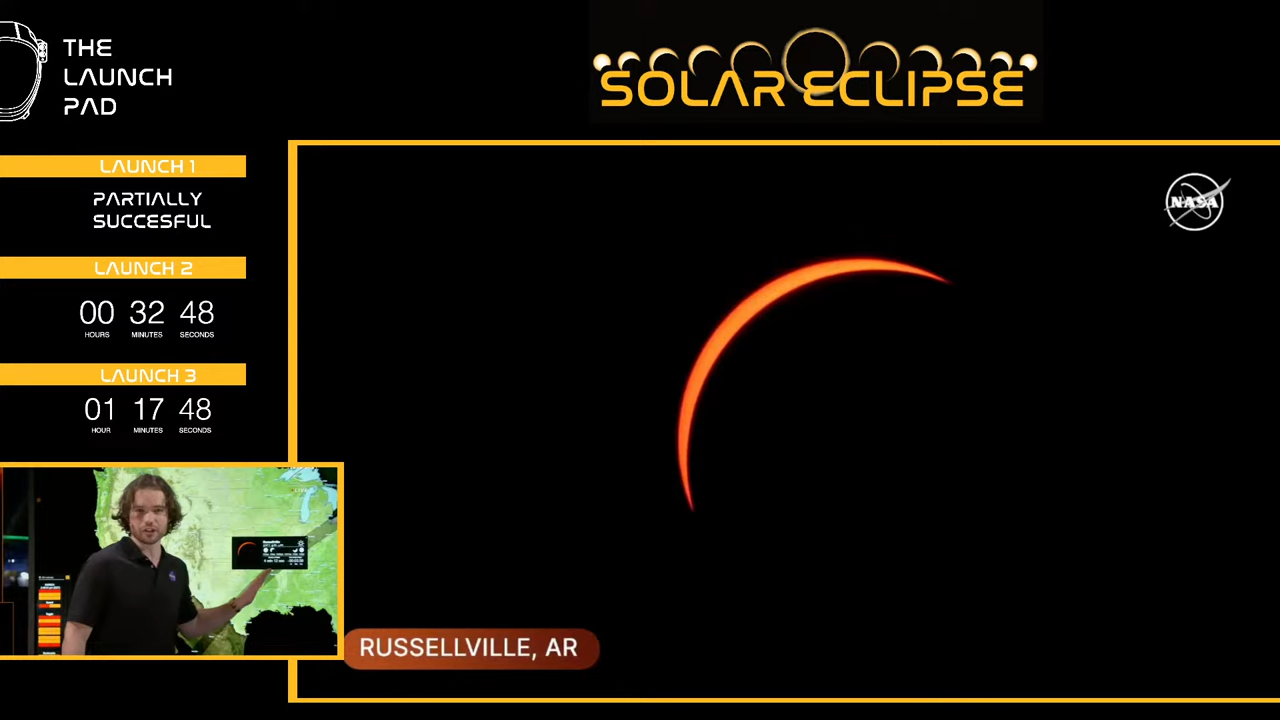 THE
LAUNCH
PAD
SOLAR ECLIPSE
LAUNCH 1
PARTIALLY
SUCCESFUL
LAUNCH 2
00 32 48
HOURS MINUTES SECONDS
LAUNCH 3
01 17 48
HOUR MINUTES SECONDS
NASA
RUSSELLVILLE, AR